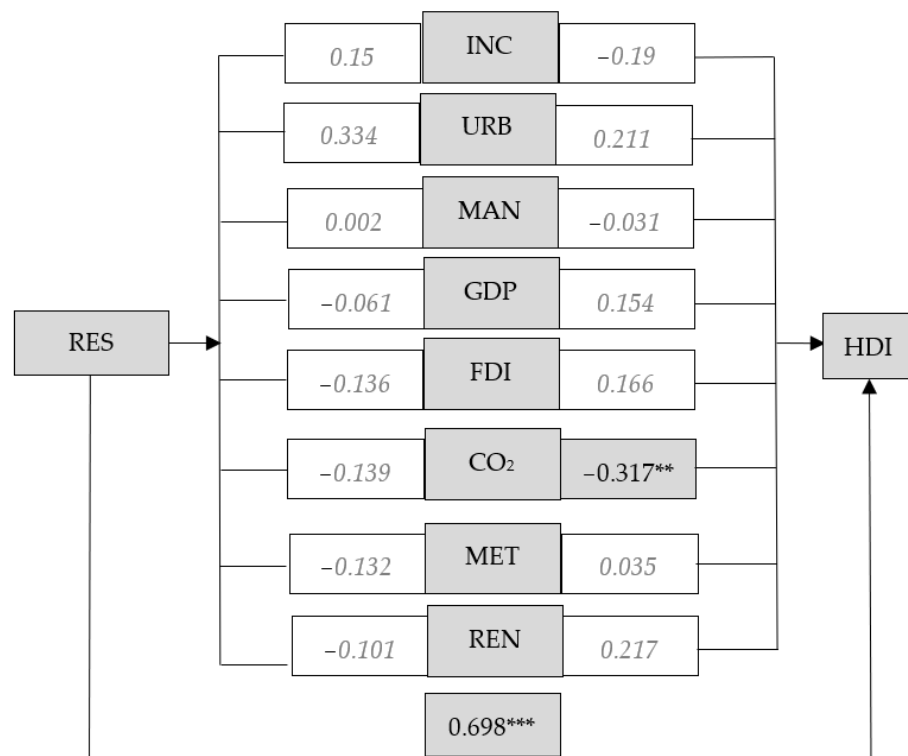 0.15 INC −0.19
0.334 URB 0.211
0.002 MAN −0.031
−0.061 GDP 0.154
RES HDI
−0.136 FDI 0.166
−0.139 CO₂ −0.317**
−0.132 MET 0.035
−0.101 REN 0.217
0.698***